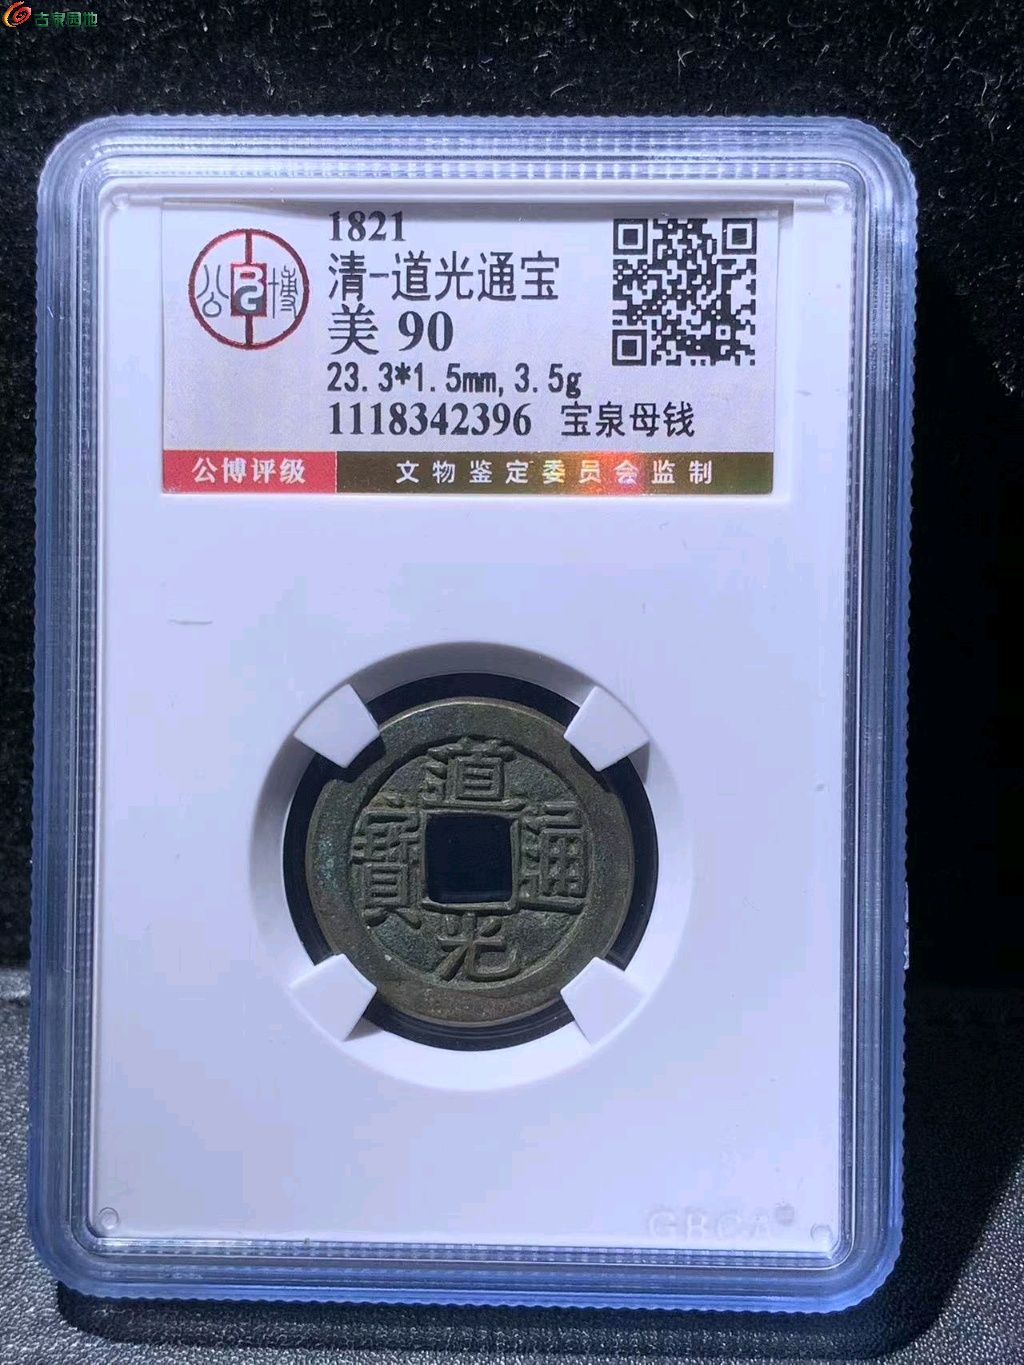 古泉园地
1821
清-道光通宝
公 博
美 90
23.3*1.5mm,3.5g
1118342396 宝泉母钱
公博评级 文物鉴定委员会监制
道
寶 通
光
GBCA